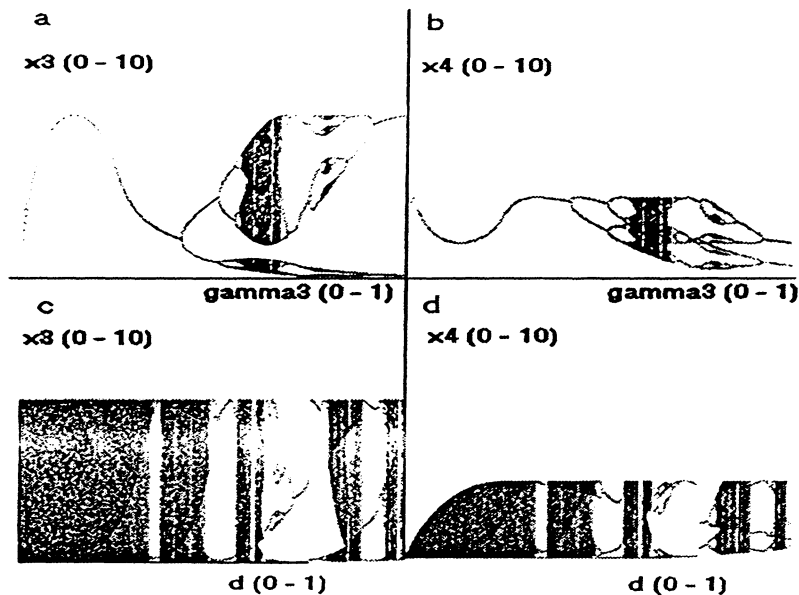 a
x3 (0 - 10)
b
x4 (0 - 10)
gamma3 (0 - 1)
gamma3 (0 - 1)
c
x3 (0 - 10)
d
x4 (0 - 10)
d (0 - 1)
d (0 - 1)